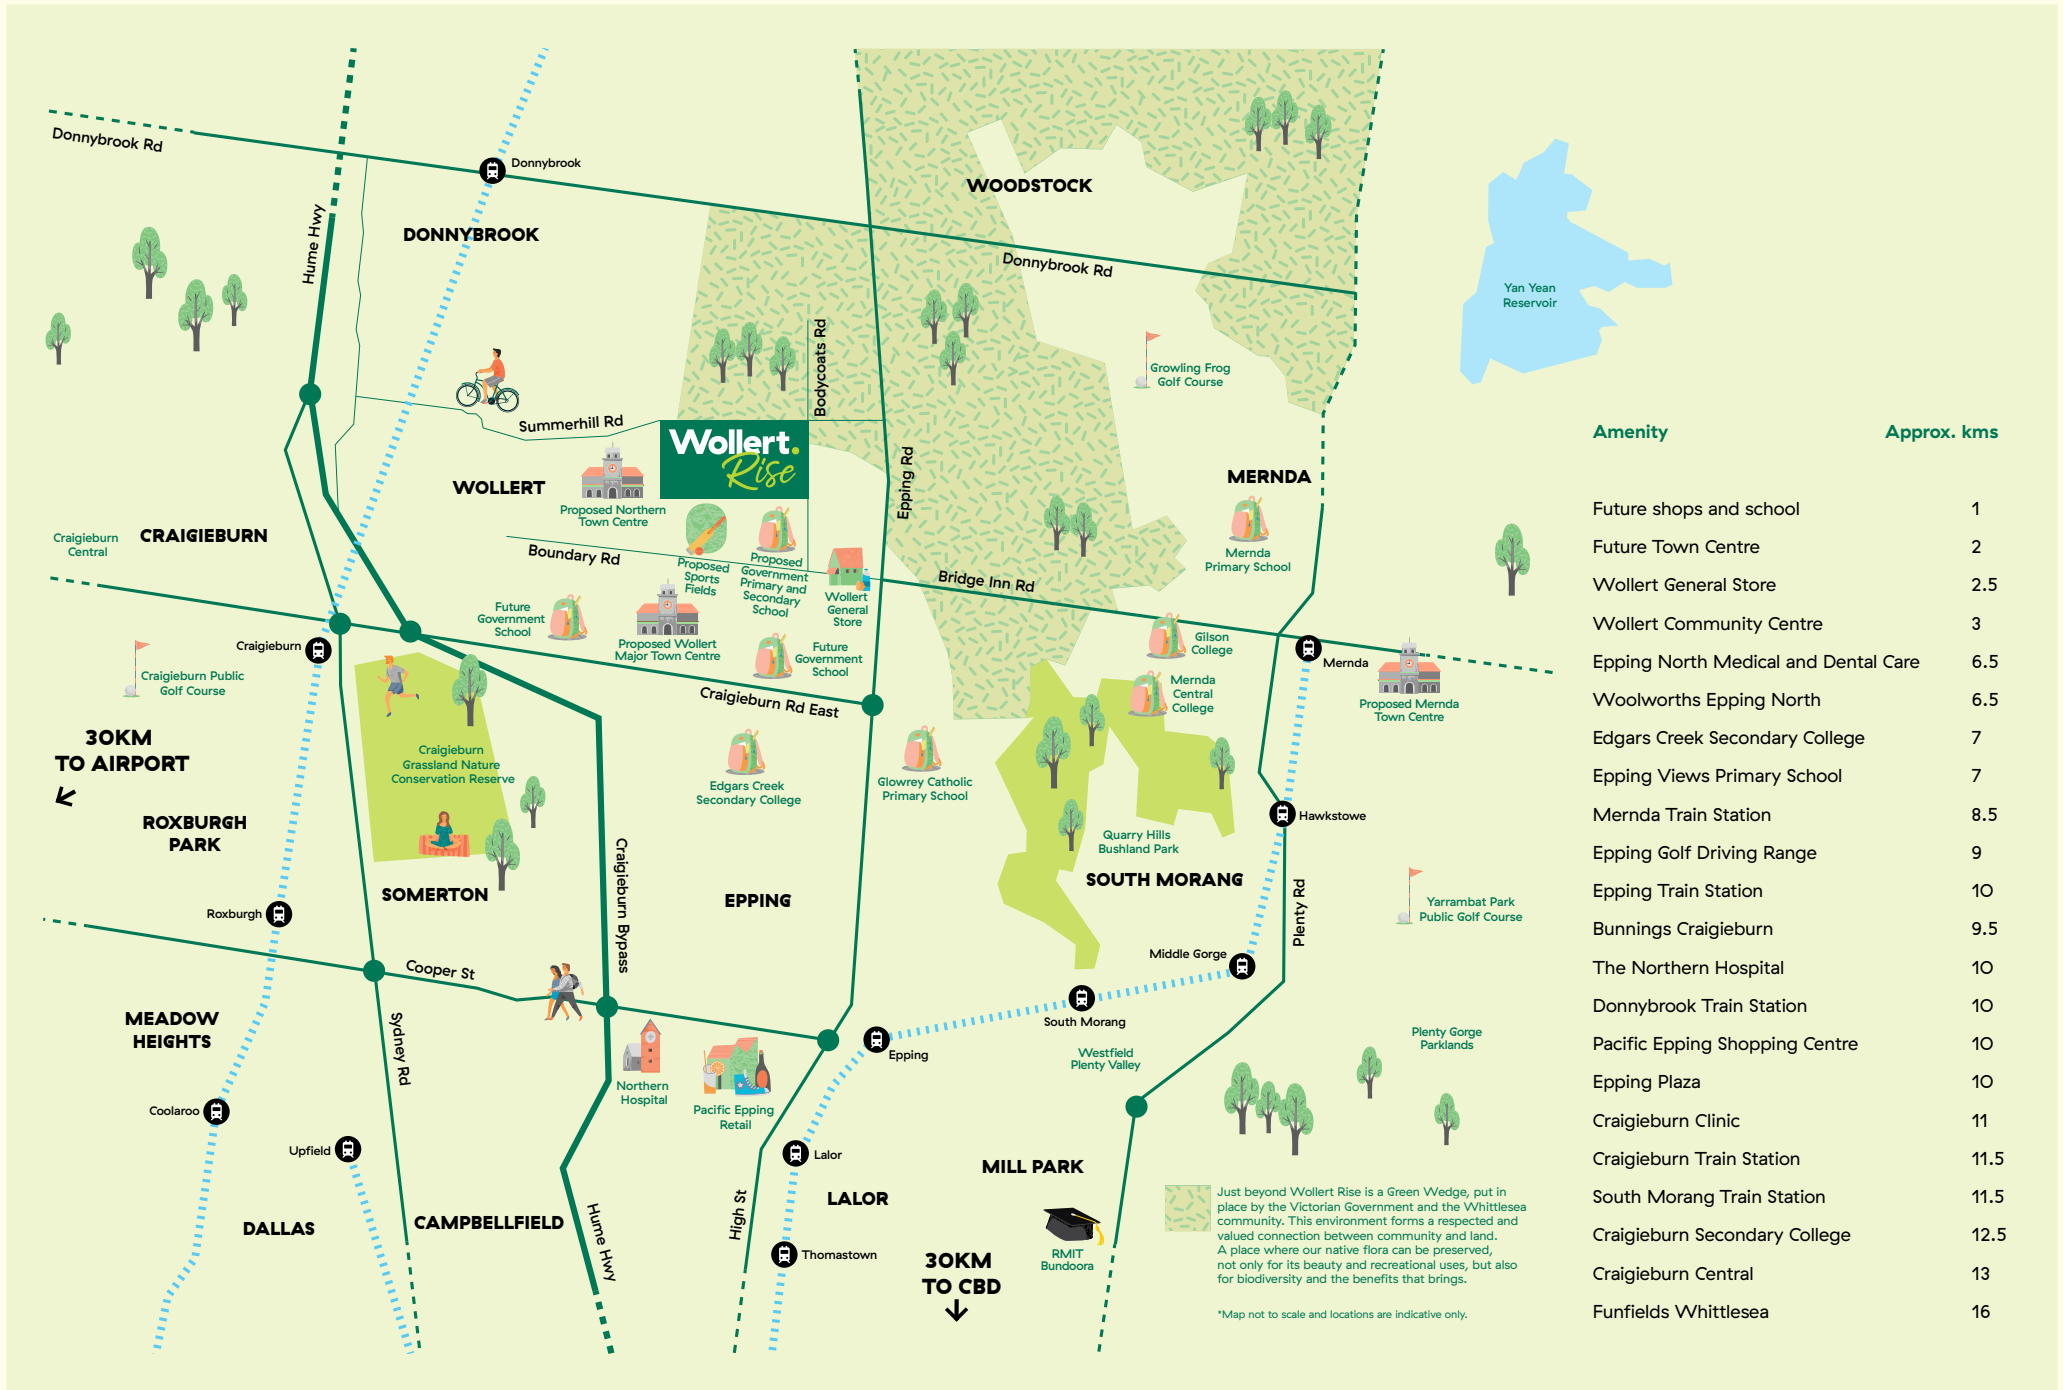 Donnybrook Rd
Donnybrook
Hume Hwy
DONNYBROOK
WOODSTOCK
Donnybrook Rd
Yan Yean
Reservoir
Bodycoats Rd
Growling Frog
Golf Course
Summerhill Rd
Wollert.
Rise
Epping Rd
WOLLERT
MERNDA
Proposed Northern
Town Centre
CRAIGIEBURN
Craigieburn
Central
Boundary Rd
Proposed
Sports
Fields
Proposed
Government
Primary and
Secondary
School
Wollert
General
Store
Bridge Inn Rd
Mernda
Primary School
Future
Government
School
Proposed Wollert
Major Town Centre
Future
Government
School
Gilson
College
Craigieburn
Craigieburn Public
Golf Course
Mernda
Mernda
Central
College
Proposed Mernda
Town Centre
Craigieburn Rd East
30KM
TO AIRPORT
Craigieburn
Grassland Nature
Conservation Reserve
Edgars Creek
Secondary College
Glowrey Catholic
Primary School
ROXBURGH
PARK
Hawkstowe
Quarry Hills
Bushland Park
SOUTH MORANG
SOMERTON
Craigieburn Bypass
EPPING
Plenty Rd
Yarrambat Park
Public Golf Course
Roxburgh
Middle Gorge
Cooper St
South Morang
MEADOW
HEIGHTS
Sydney Rd
Epping
Westfield
Plenty Valley
Plenty Gorge
Parklands
Northern
Hospital
Pacific Epping
Retail
Coolaroo
Upfield
Lalor
MILL PARK
LALOR
High St
DALLAS
CAMPBELLFIELD
Hume Hwy
Thomastown
30KM
TO CBD
RMIT
Bundoora
Just beyond Wollert Rise is a Green Wedge, put in
place by the Victorian Government and the Whittlesea
community. This environment forms a respected and
valued connection between community and land.
A place where our native flora can be preserved,
not only for its beauty and recreational uses, but also
for biodiversity and the benefits that brings.
*Map not to scale and locations are indicative only.
Amenity Approx. kms
Future shops and school 1
Future Town Centre 2
Wollert General Store 2.5
Wollert Community Centre 3
Epping North Medical and Dental Care 6.5
Woolworths Epping North 6.5
Edgars Creek Secondary College 7
Epping Views Primary School 7
Mernda Train Station 8.5
Epping Golf Driving Range 9
Epping Train Station 10
Bunnings Craigieburn 9.5
The Northern Hospital 10
Donnybrook Train Station 10
Pacific Epping Shopping Centre 10
Epping Plaza 10
Craigieburn Clinic 11
Craigieburn Train Station 11.5
South Morang Train Station 11.5
Craigieburn Secondary College 12.5
Craigieburn Central 13
Funfields Whittlesea 16